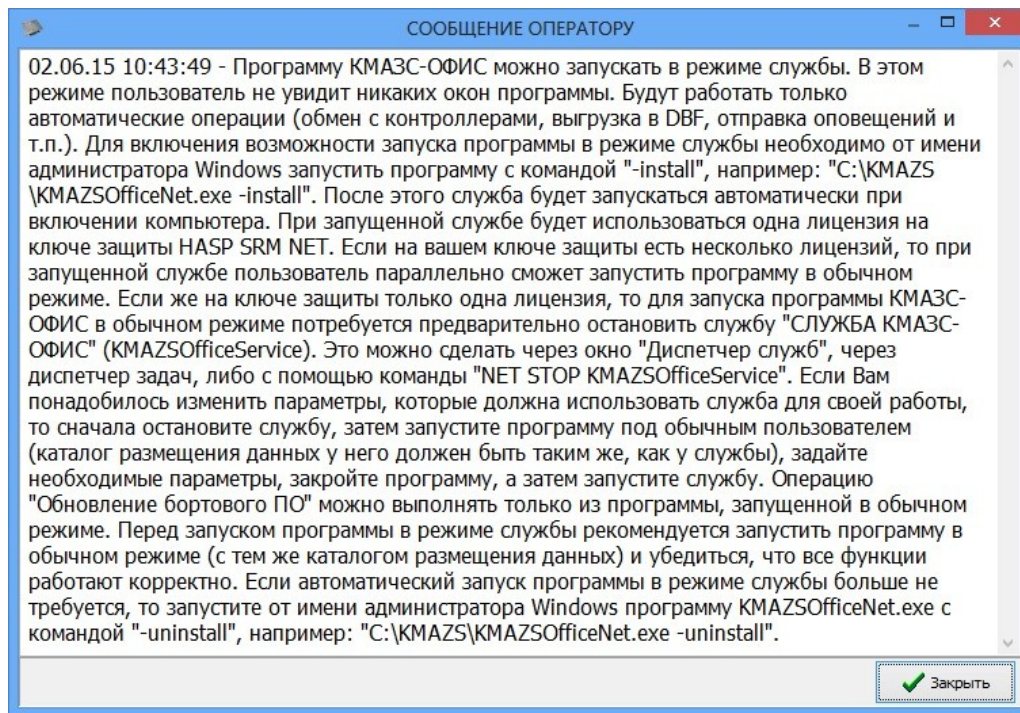 СООБЩЕНИЕ ОПЕРАТОРУ
02.06.15 10:43:49 - Программу КМАЗС-ОФИС можно запускать в режиме службы. В этом
режиме пользователь не увидит никаких окон программы. Будут работать только
автоматические операции (обмен с контроллерами, выгрузка в DBF, отправка оповещений и
т.п.). Для включения возможности запуска программы в режиме службы необходимо от имени
администратора Windows запустить программу с командой "-install", например: "C:\KMAZS
\KMAZSOfficeNet.exe -install". После этого служба будет запускаться автоматически при
включении компьютера. При запущенной службе будет использоваться одна лицензия на
ключе защиты HASP SRM NET. Если на вашем ключе защиты есть несколько лицензий, то при
запущенной службе пользователь параллельно сможет запустить программу в обычном
режиме. Если же на ключе защиты только одна лицензия, то для запуска программы КМАЗС-
ОФИС в обычном режиме потребуется предварительно остановить службу "СЛУЖБА КМАЗС-
ОФИС" (KMAZSOfficeService). Это можно сделать через окно "Диспетчер служб", через
диспетчер задач, либо с помощью команды "NET STOP KMAZSOfficeService". Если Вам
понадобилось изменить параметры, которые должна использовать служба для своей работы,
то сначала остановите службу, затем запустите программу под обычным пользователем
(каталог размещения данных у него должен быть таким же, как у службы), задайте
необходимые параметры, закройте программу, а затем запустите службу. Операцию
"Обновление бортового ПО" можно выполнять только из программы, запущенной в обычном
режиме. Перед запуском программы в режиме службы рекомендуется запустить программу в
обычном режиме (с тем же каталогом размещения данных) и убедиться, что все функции
работают корректно. Если автоматический запуск программы в режиме службы больше не
требуется, то запустите от имени администратора Windows программу KMAZSOfficeNet.exe с
командой "-uninstall", например: "C:\KMAZS\KMAZSOfficeNet.exe -uninstall".
Закрыть